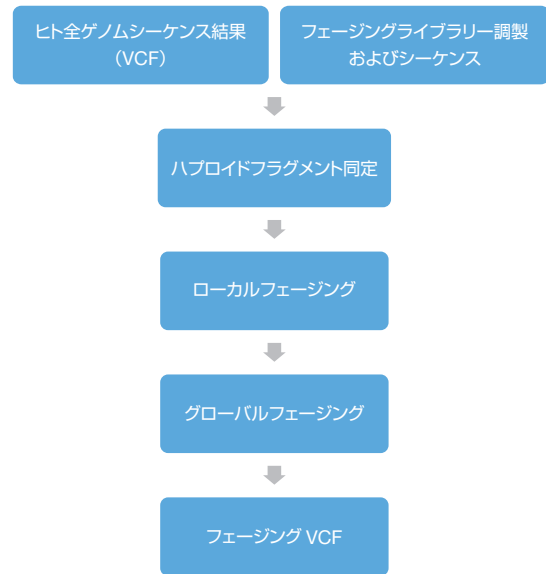 ヒト全ゲノムシーケンス結果
（VCF）
フェージングライブラリー調製
およびシーケンス
ハプロイドフラグメント同定
ローカルフェージング
グローバルフェージング
フェージング VCF